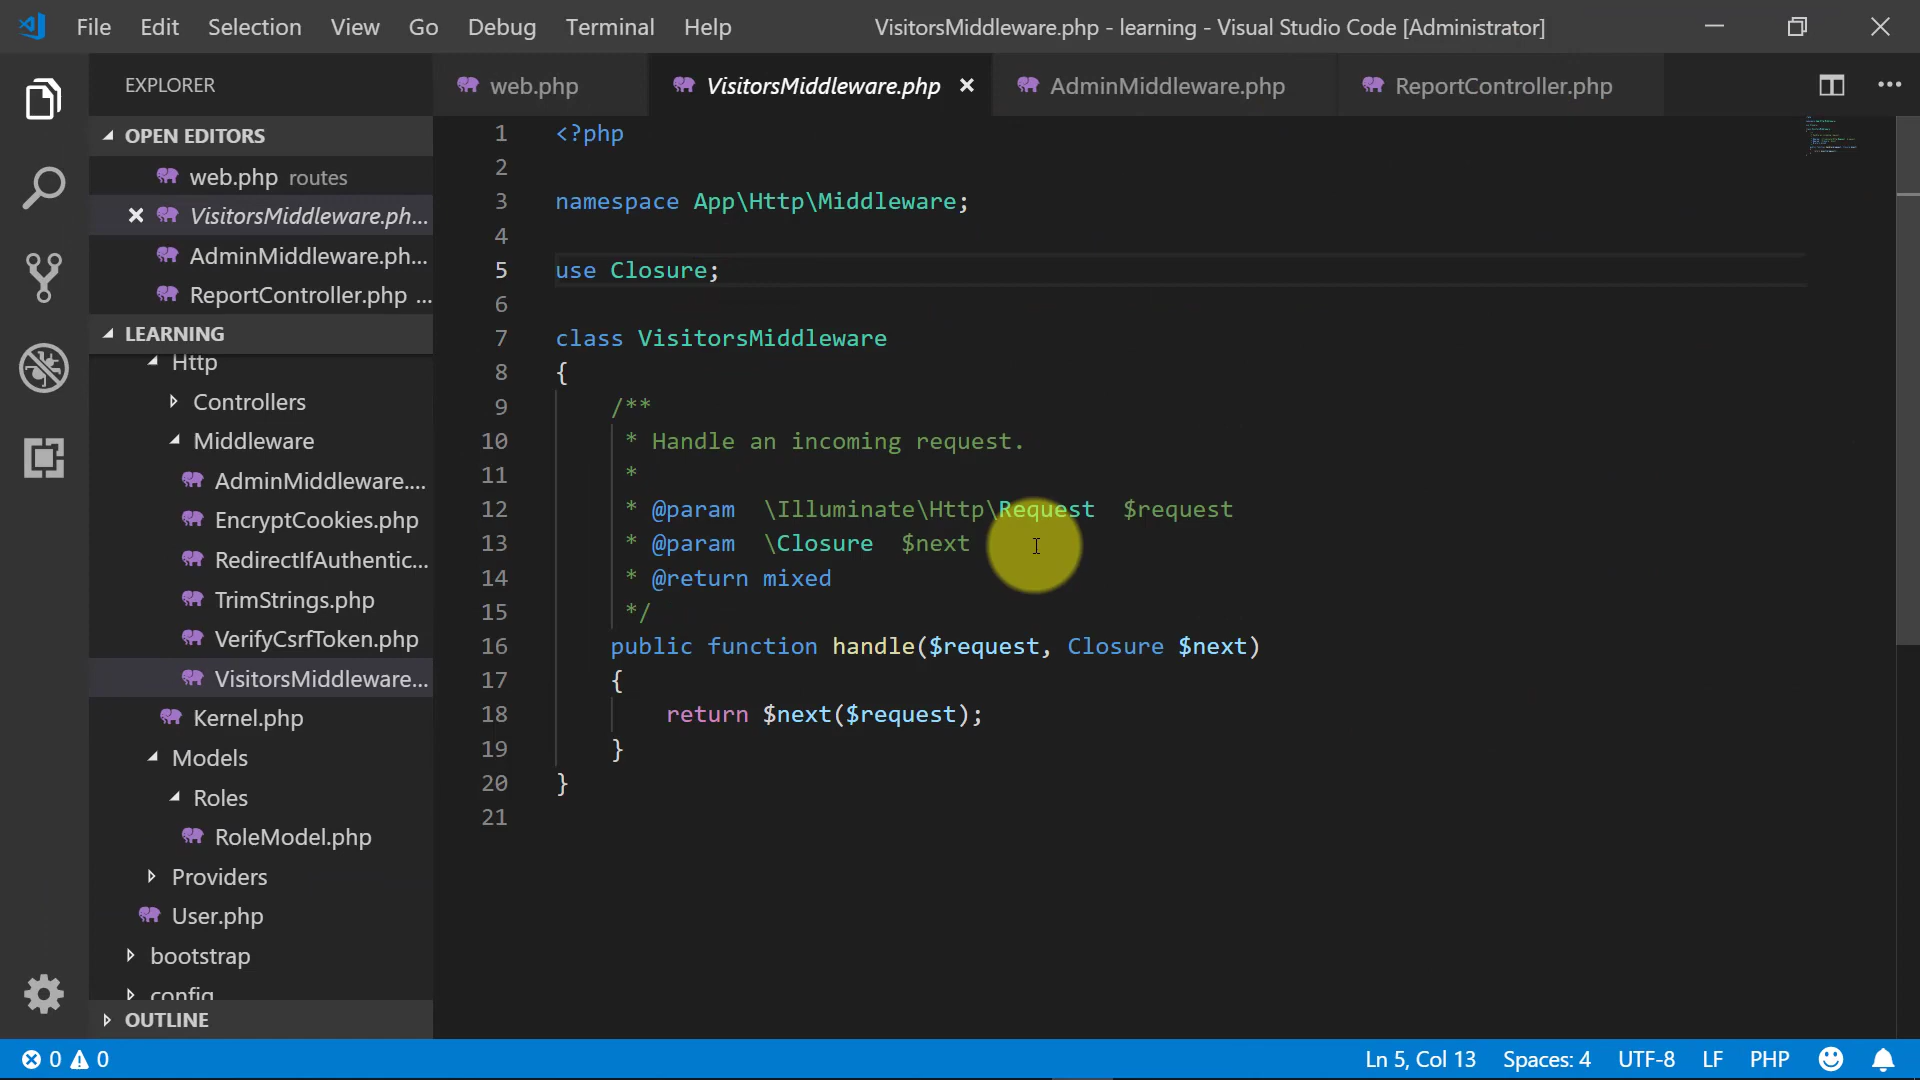 File Edit Selection View Go Debug Terminal Help VisitorsMiddleware.php - learning - Visual Studio Code [Administrator]
EXPLORER
web.php VisitorsMiddleware.php AdminMiddleware.php ReportController.php
OPEN EDITORS
web.php routes
VisitorsMiddleware.ph...
AdminMiddleware.ph...
ReportController.php ...
LEARNING
Http
Controllers
Middleware
AdminMiddleware....
EncryptCookies.php
RedirectIfAuthentic...
TrimStrings.php
VerifyCsrfToken.php
VisitorsMiddleware...
Kernel.php
Models
Roles
RoleModel.php
Providers
User.php
bootstrap
config
OUTLINE
1 <?php
2
3 namespace App\Http\Middleware;
4
5 use Closure;
6
7 class VisitorsMiddleware
8 {
9 /**
10 * Handle an incoming request.
11 *
12 * @param \Illuminate\Http\Request $request
13 * @param \Closure $next
14 * @return mixed
15 */
16 public function handle($request, Closure $next)
17 {
18 return $next($request);
19 }
20 }
21
0 0 Ln 5, Col 13 Spaces: 4 UTF-8 LF PHP